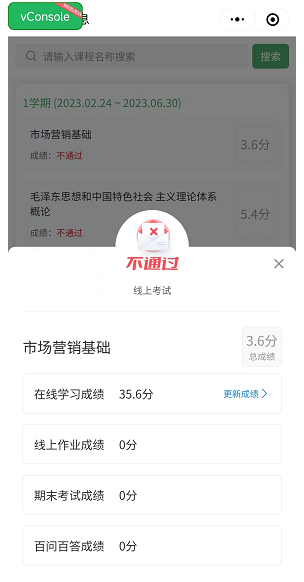 vConsole
息
请输入课程名称搜索
搜索
1学期 (2023.02.24 ~ 2023.06.30)
市场营销基础
3.6分
成绩：不通过
毛泽东思想和中国特色社会 主义理论体系
概论
5.4分
成绩：不通过
不通过
线上考试
市场营销基础
3.6分
总成绩
在线学习成绩 35.6分 更新成绩
线上作业成绩 0分
期末考试成绩 0分
百问百答成绩 0分